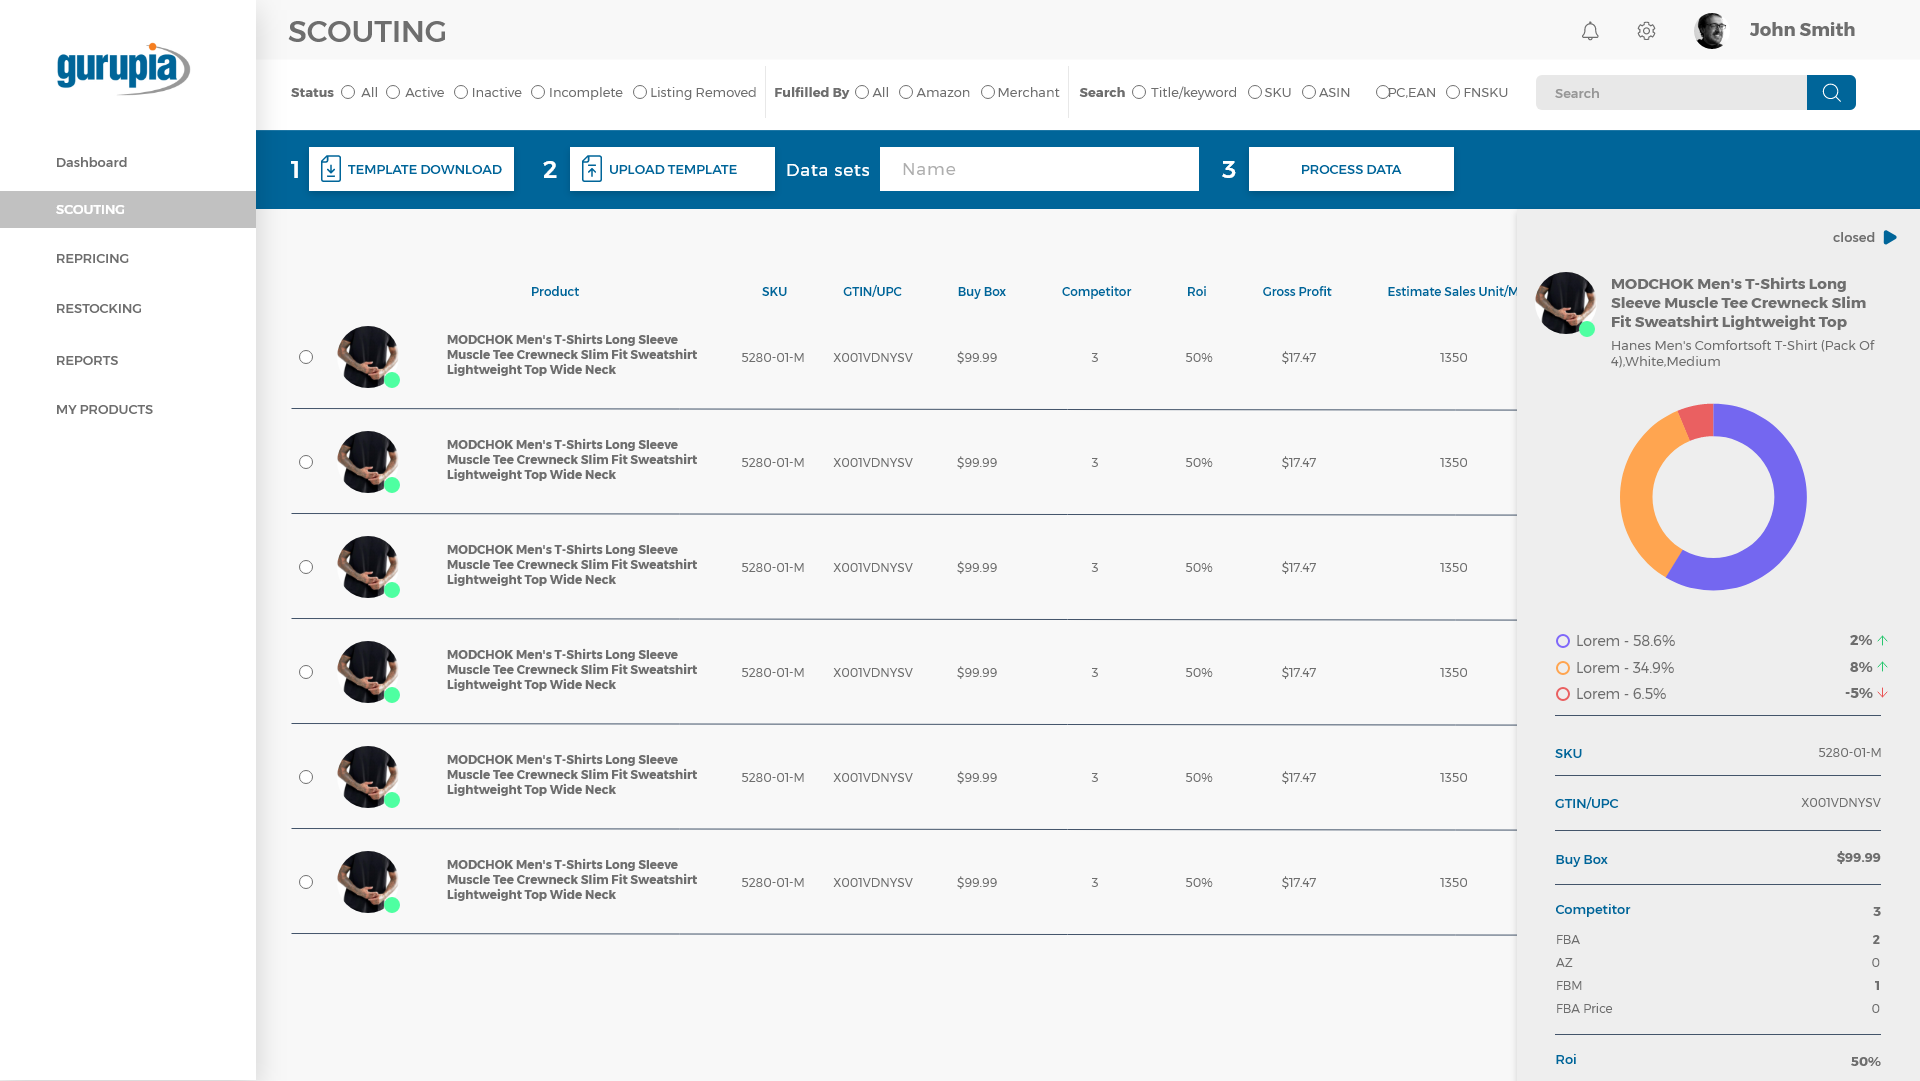 gurupia
Dashboard
SCOUTING
REPRICING
RESTOCKING
REPORTS
MY PRODUCTS
SCOUTING
John Smith
Status All Active Inactive Incomplete Listing Removed Fulfilled By All Amazon Merchant Search Title/keyword SKU ASIN PC,EAN FNSKU Search
1 TEMPLATE DOWNLOAD 2 UPLOAD TEMPLATE Data sets Name 3 PROCESS DATA
Product SKU GTIN/UPC Buy Box Competitor Roi Gross Profit Estimate Sales Unit/M
MODCHOK Men's T-Shirts Long Sleeve
Muscle Tee Crewneck Slim Fit Sweatshirt
Lightweight Top Wide Neck
5280-01-M X001VDNYSV $99.99 3 50% $17.47 1350
MODCHOK Men's T-Shirts Long Sleeve
Muscle Tee Crewneck Slim Fit Sweatshirt
Lightweight Top Wide Neck
5280-01-M X001VDNYSV $99.99 3 50% $17.47 1350
MODCHOK Men's T-Shirts Long Sleeve
Muscle Tee Crewneck Slim Fit Sweatshirt
Lightweight Top Wide Neck
5280-01-M X001VDNYSV $99.99 3 50% $17.47 1350
MODCHOK Men's T-Shirts Long Sleeve
Muscle Tee Crewneck Slim Fit Sweatshirt
Lightweight Top Wide Neck
5280-01-M X001VDNYSV $99.99 3 50% $17.47 1350
MODCHOK Men's T-Shirts Long Sleeve
Muscle Tee Crewneck Slim Fit Sweatshirt
Lightweight Top Wide Neck
5280-01-M X001VDNYSV $99.99 3 50% $17.47 1350
MODCHOK Men's T-Shirts Long Sleeve
Muscle Tee Crewneck Slim Fit Sweatshirt
Lightweight Top Wide Neck
5280-01-M X001VDNYSV $99.99 3 50% $17.47 1350
closed
MODCHOK Men's T-Shirts Long
Sleeve Muscle Tee Crewneck Slim
Fit Sweatshirt Lightweight Top
Hanes Men's Comfortsoft T-Shirt (Pack Of
4),White,Medium
Lorem - 58.6% 2%
Lorem - 34.9% 8%
Lorem - 6.5% -5%
SKU 5280-01-M
GTIN/UPC X001VDNYSV
Buy Box $99.99
Competitor 3
FBA 2
AZ 0
FBM 1
FBA Price 0
Roi 50%